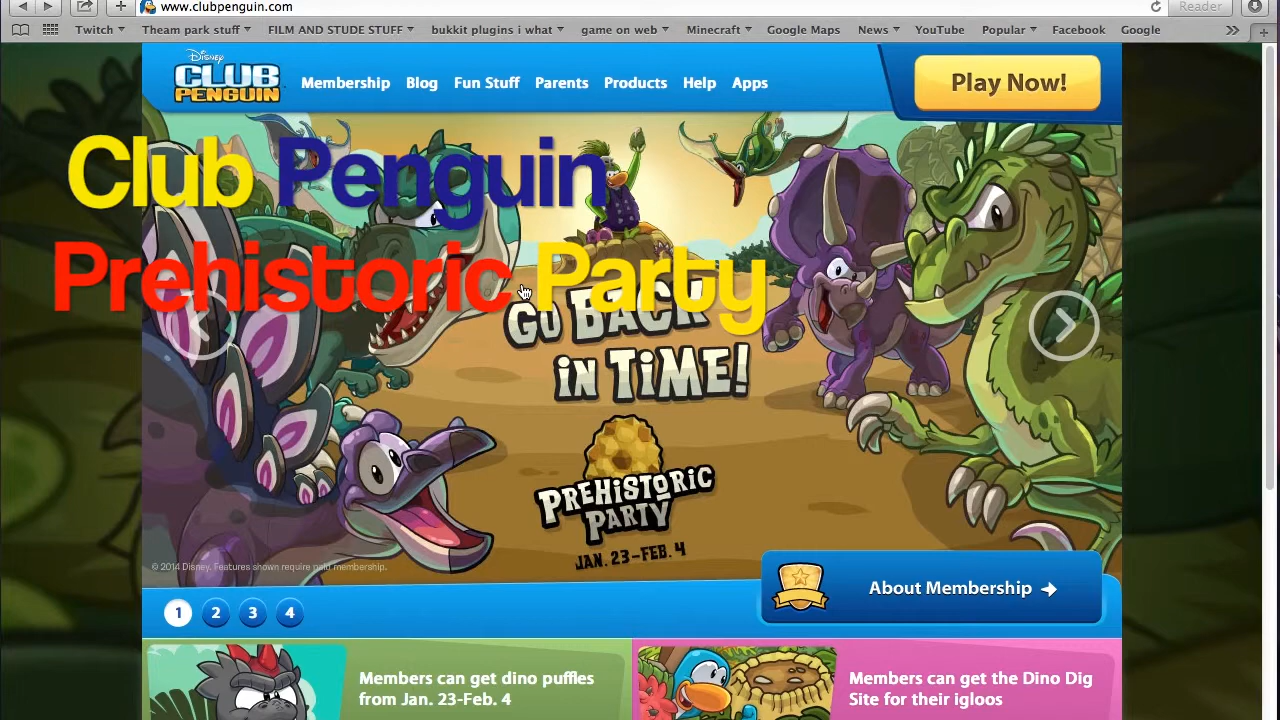 www.clubpenguin.com
Reader
Twitch
Theam park stuff
FILM AND STUDE STUFF
bukkit plugins i what
game on web
Minecraft
Google Maps
News
YouTube
Popular
Facebook
Google
Disney
CLUB PENGUIN
Membership
Blog
Fun Stuff
Parents
Products
Help
Apps
Play Now!
Club Penguin
Prehistoric Party
GO BACK
IN TIME!
PREHISTORIC
PARTY
JAN. 23-FEB. 4
© 2014 Disney. Features shown require paid membership.
About Membership
1 2 3 4
Members can get dino puffles
from Jan. 23-Feb. 4
Members can get the Dino Dig
Site for their igloos